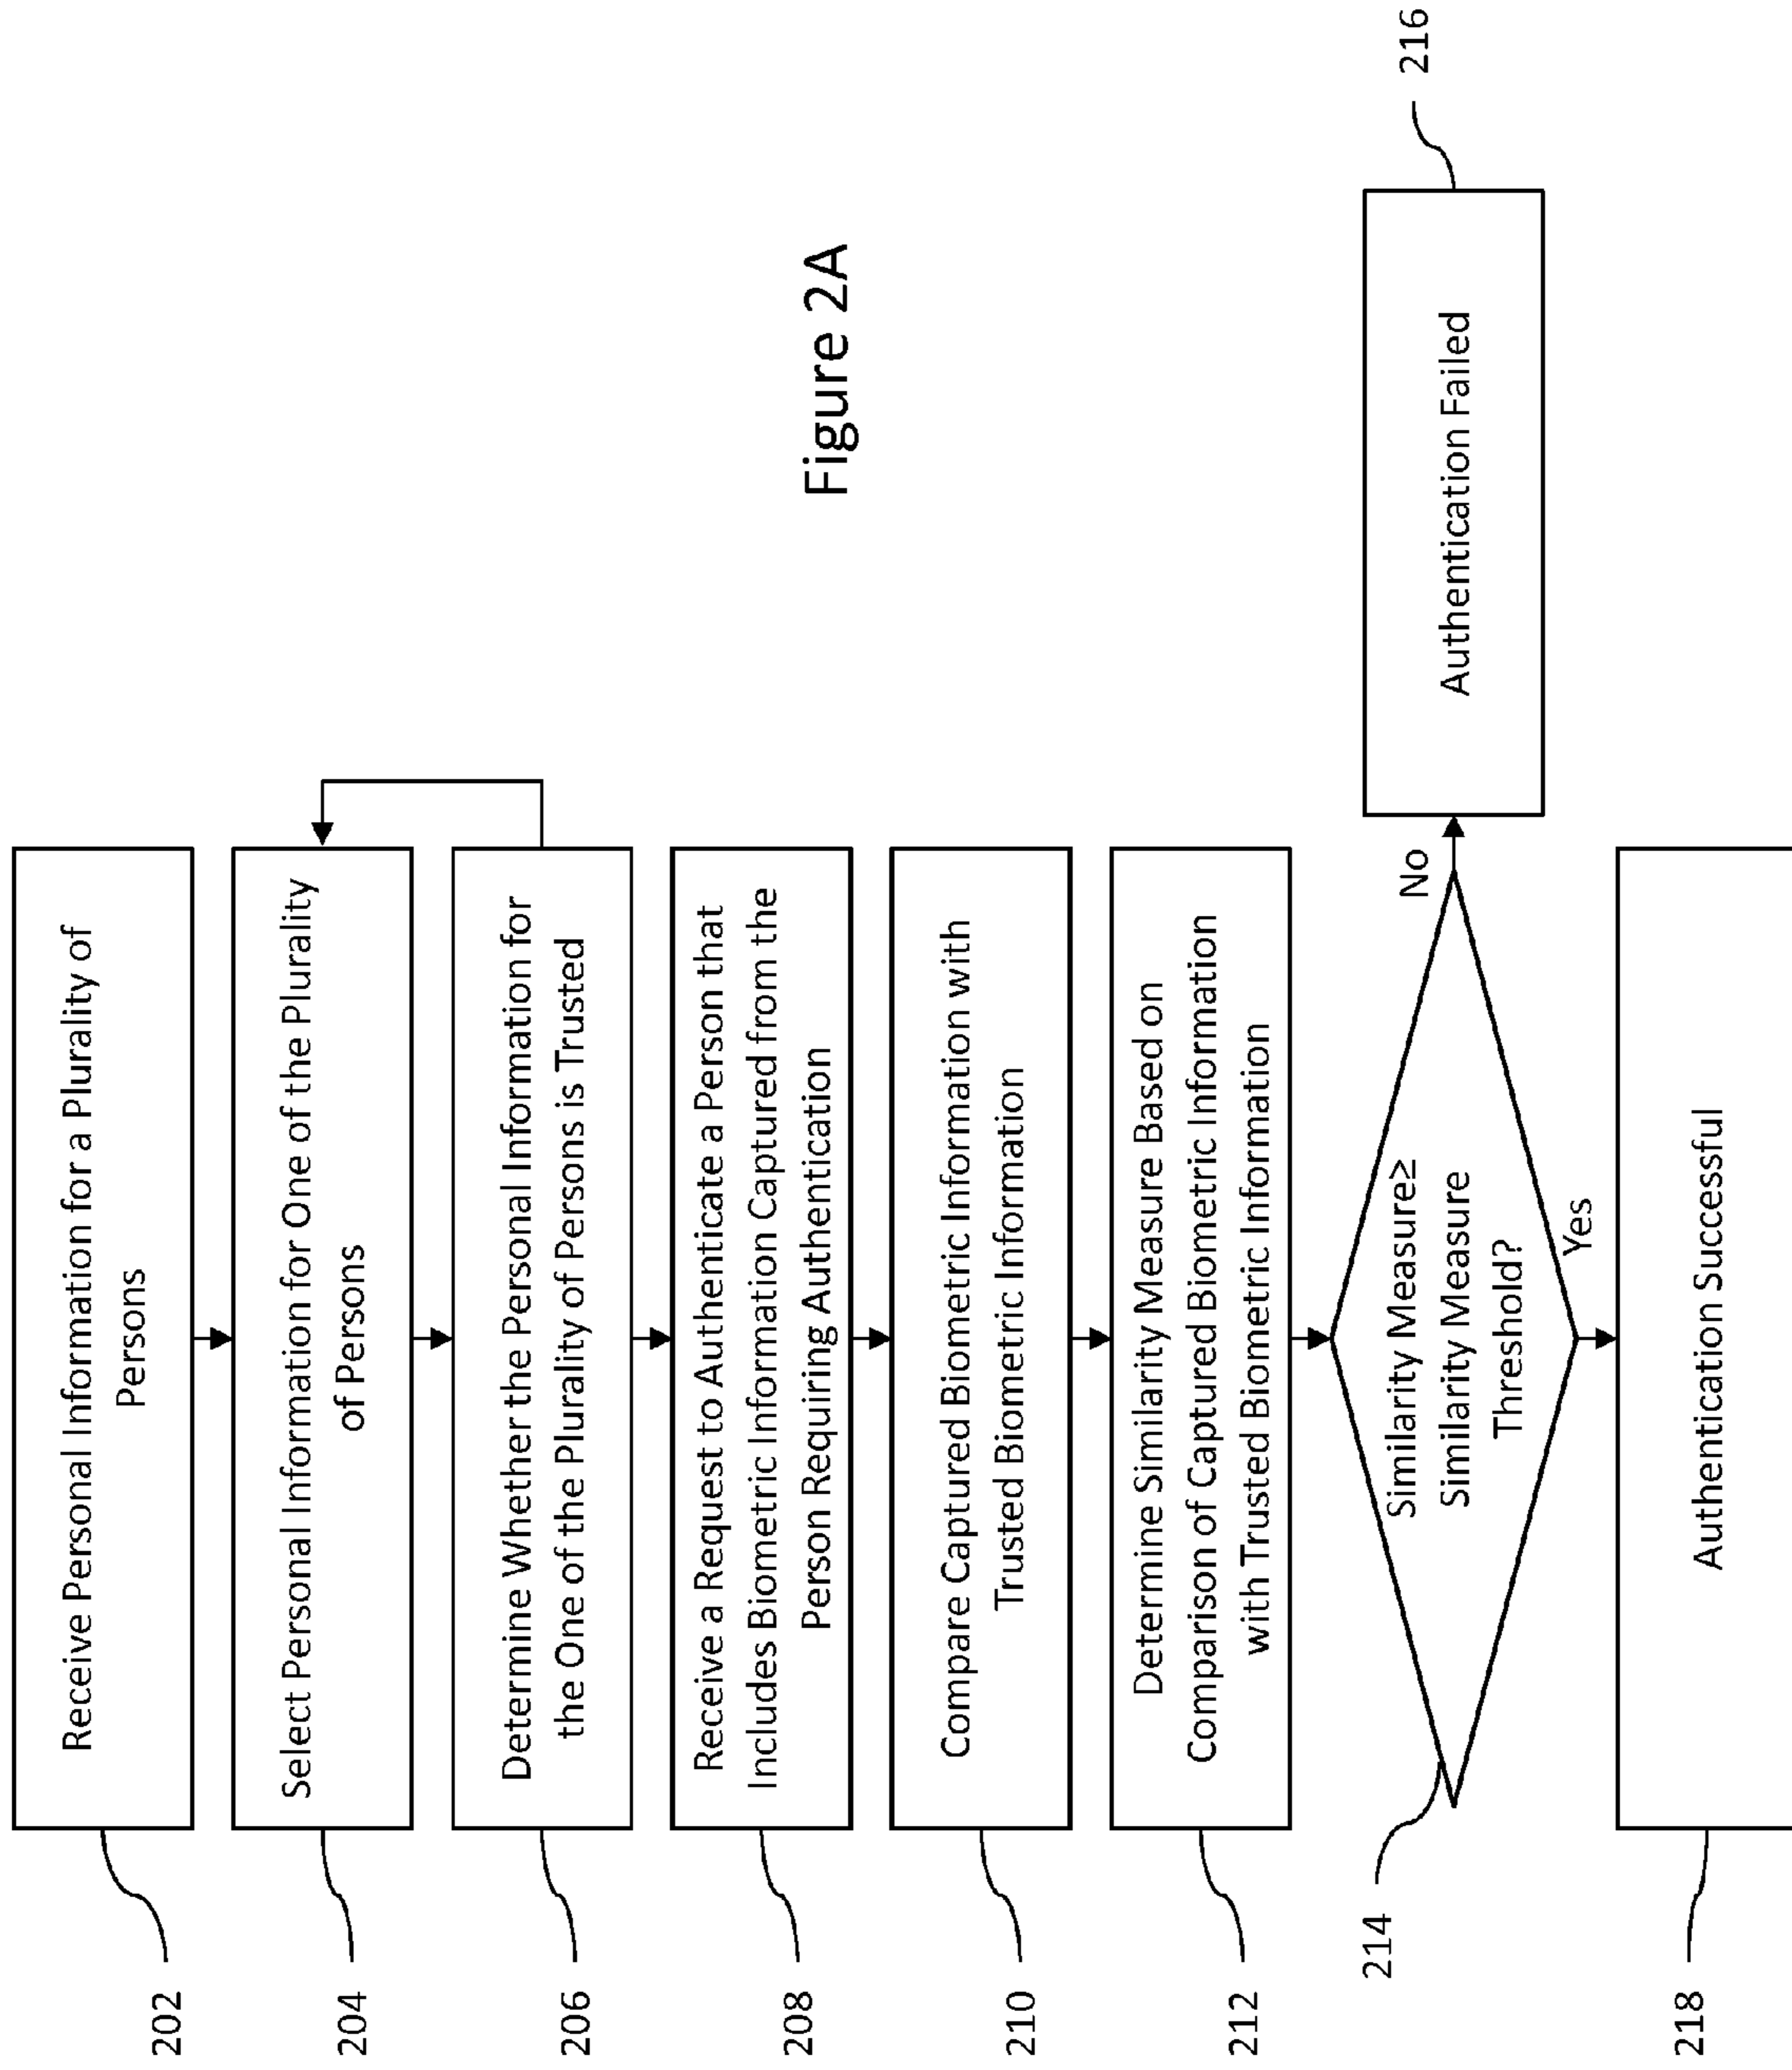 202
Receive Personal Information for a Plurality of
Persons
204
Select Personal Information for One of the Plurality
of Persons
206
Determine Whether the Personal Information for
the One of the Plurality of Persons is Trusted
208
Receive a Request to Authenticate a Person that
Includes Biometric Information Captured from the
Person Requiring Authentication
210
Compare Captured Biometric Information with
Trusted Biometric Information
212
Determine Similarity Measure Based on
Comparison of Captured Biometric Information
with Trusted Biometric Information
214
Similarity Measure≥
Similarity Measure
Threshold?
No
Yes
216
Authentication Failed
218
Authentication Successful
Figure 2A